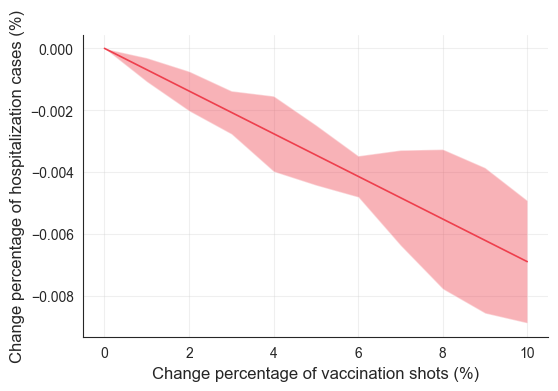 Change percentage of hospitalization cases (%)
0.000
−0.002
−0.004
−0.006
−0.008
0 2 4 6 8 10
Change percentage of vaccination shots (%)